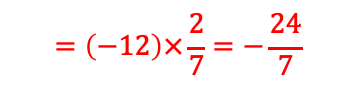 = (−12)×2/7 = −24/7